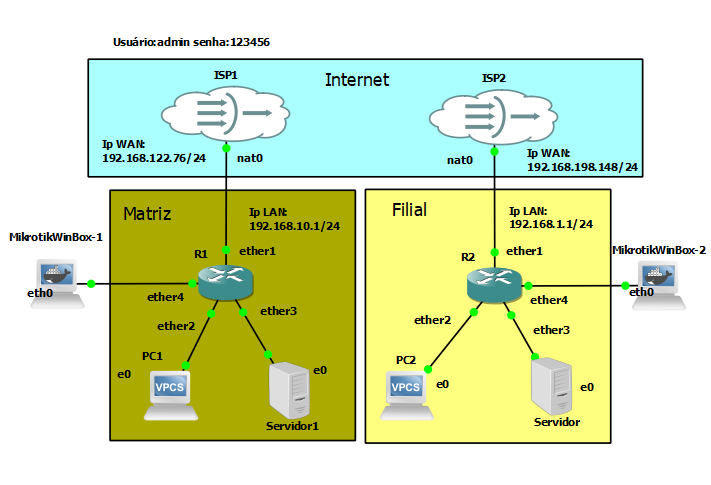 Usuário:admin senha:123456
ISP1
Internet
ISP2
Ip WAN:
192.168.122.76/24
nat0
nat0
Ip WAN:
192.168.198.148/24
Matriz
Ip LAN:
192.168.10.1/24
Filial
Ip LAN:
192.168.1.1/24
MikrotikWinBox-1
R1
ether1
R2
ether1
MikrotikWinBox-2
eth0
ether4
ether4
eth0
ether2
ether3
ether2
ether3
PC1
e0
VPCS
e0
Servidor1
PC2
e0
VPCS
e0
Servidor